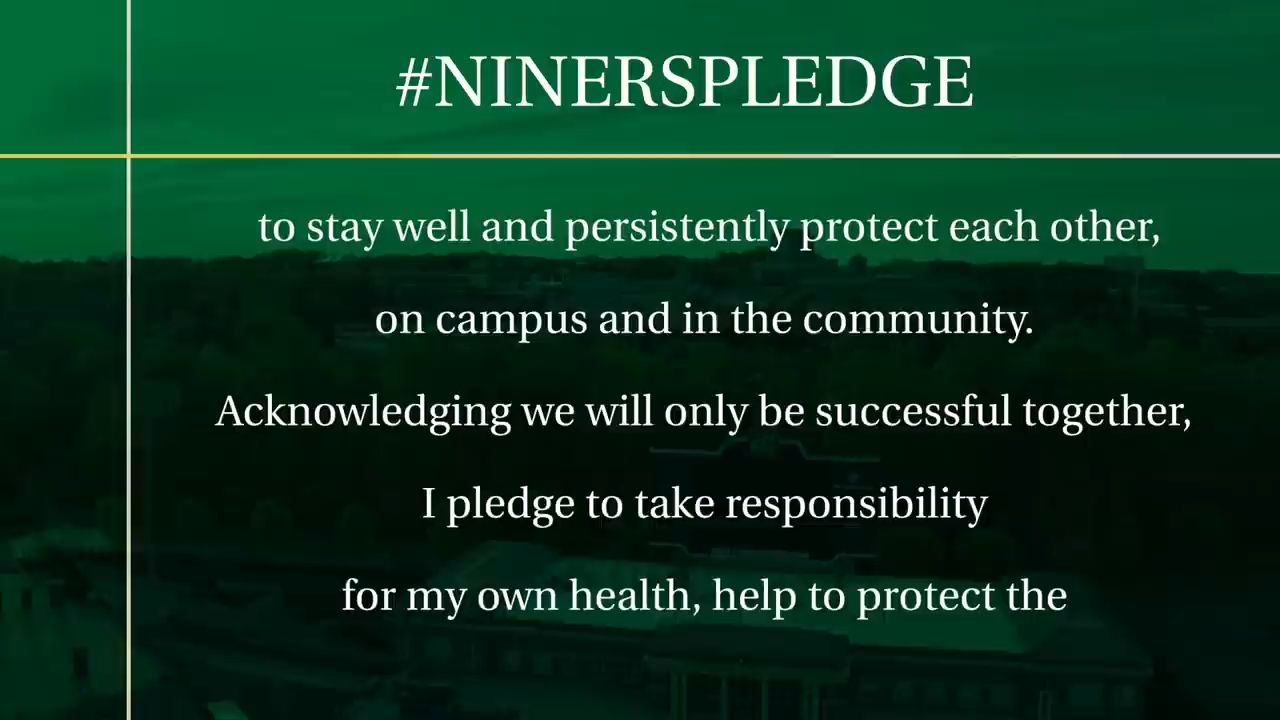 #NINERSPLEDGE
to stay well and persistently protect each other,
on campus and in the community.
Acknowledging we will only be successful together,
I pledge to take responsibility
for my own health, help to protect the